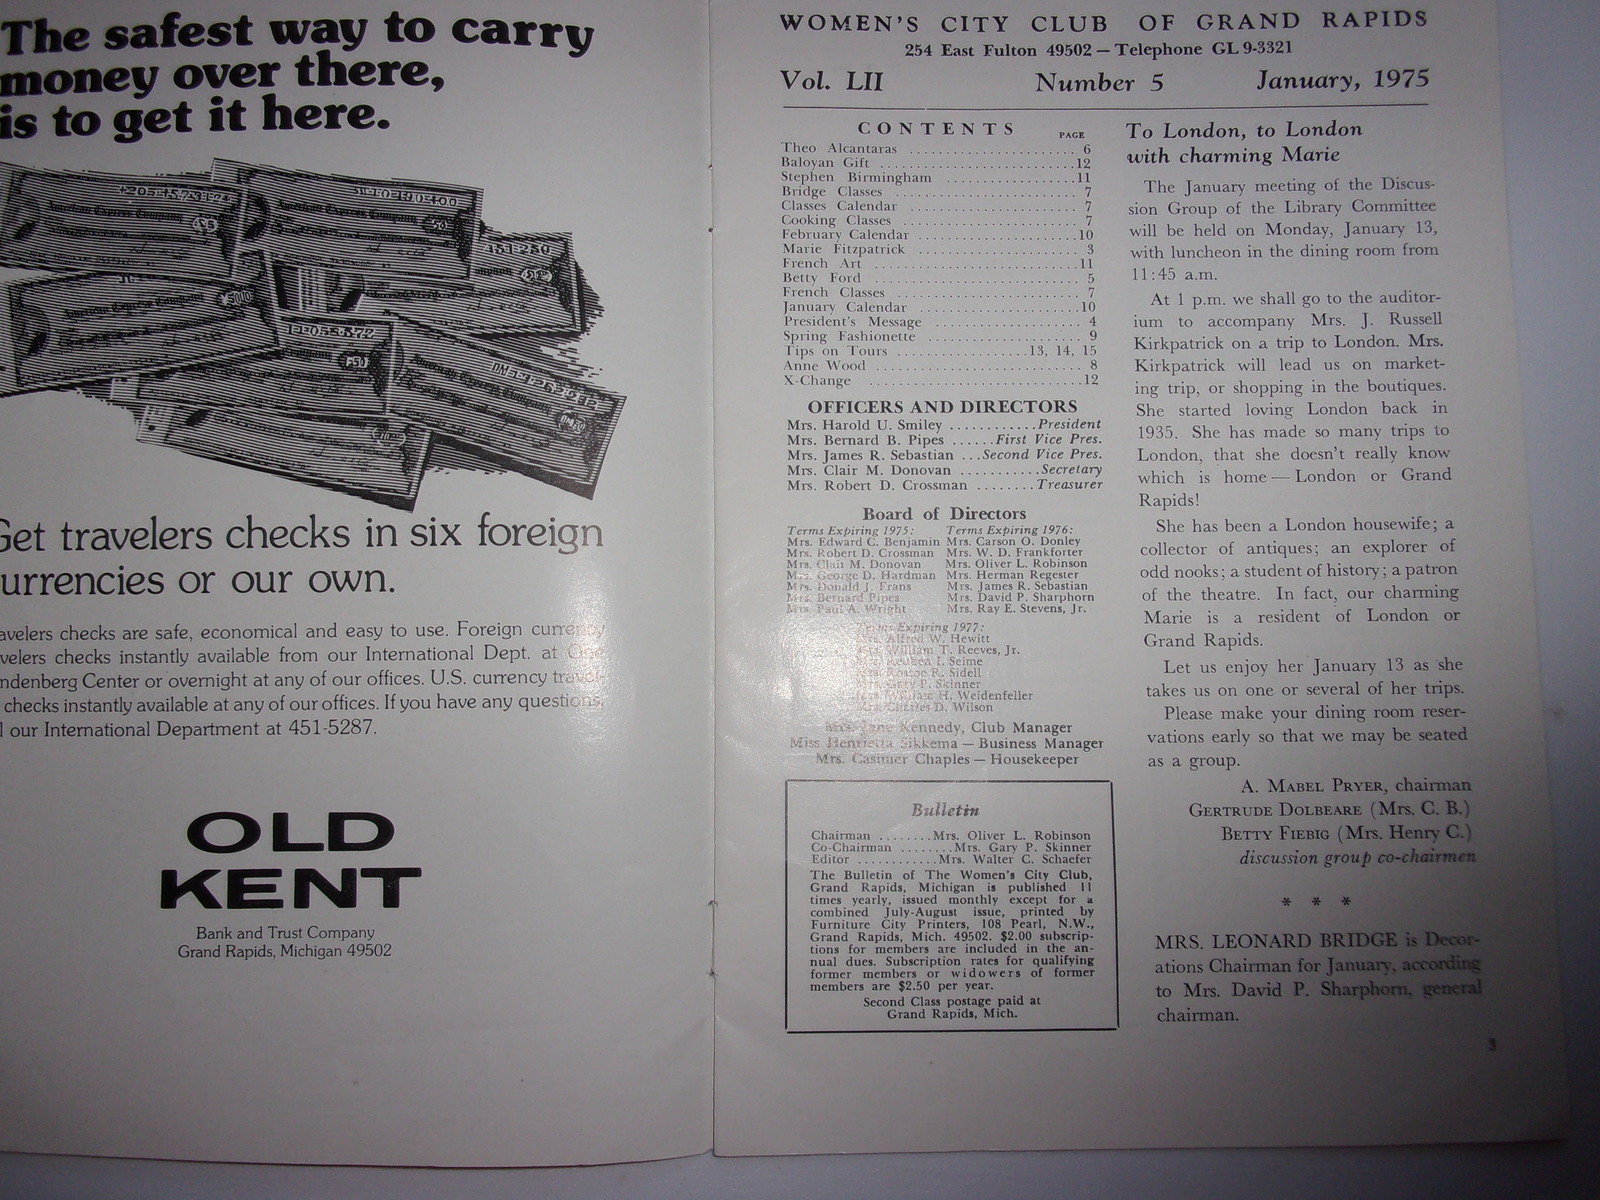 The safest way to carry
money over there,
is to get it here.
Get travelers checks in six foreign
urrencies or our own.
avelers checks are safe, economical and easy to use. Foreign currency
velers checks instantly available from our International Dept. at One
ndenberg Center or overnight at any of our offices. U.S. currency travel-
checks instantly available at any of our offices. If you have any questions,
l our International Department at 451-5287.
OLD
KENT
Bank and Trust Company
Grand Rapids, Michigan 49502
WOMEN'S CITY CLUB OF GRAND RAPIDS
254 East Fulton 49502 — Telephone GL 9-3321
Vol. LII Number 5 January, 1975
CONTENTS PAGE
Theo Alcantaras 6
Baloyan Gift 12
Stephen Birmingham 11
Bridge Classes 7
Classes Calendar 7
Cooking Classes 7
February Calendar 10
Marie Fitzpatrick 3
French Art 11
Betty Ford 5
French Classes 7
January Calendar 10
President's Message 4
Spring Fashionette 9
Tips on Tours 13, 14, 15
Anne Wood 8
X-Change 12
OFFICERS AND DIRECTORS
Mrs. Harold U. Smiley President
Mrs. Bernard B. Pipes First Vice Pres.
Mrs. James R. Sebastian Second Vice Pres.
Mrs. Clair M. Donovan Secretary
Mrs. Robert D. Crossman Treasurer
Board of Directors
Terms Expiring 1975: Terms Expiring 1976:
Mrs. Edward C. Benjamin Mrs. Carson O. Donley
Mrs. Robert D. Crossman Mrs. W. D. Frankforter
Mrs. Clair M. Donovan Mrs. Oliver L. Robinson
Mrs. George D. Hardman Mrs. Herman Regester
Mrs. Donald J. Frans Mrs. James R. Sebastian
Mrs. Bernard Pipes Mrs. David P. Sharphorn
Mrs. Paul A. Wright Mrs. Ray E. Stevens, Jr.
Terms Expiring 1977:
Mrs. Alfred W. Hewitt
Mrs. William T. Reeves, Jr.
Mrs. Reuben I. Seime
Mrs. Roscoe R. Sidell
Mrs. Gary P. Skinner
Mrs. William H. Weidenfeller
Mrs. Charles D. Wilson
Mrs. Jane Kennedy, Club Manager
Miss Henrietta Sikkema — Business Manager
Mrs. Casimer Chaples — Housekeeper
Bulletin
Chairman Mrs. Oliver L. Robinson
Co-Chairman Mrs. Gary P. Skinner
Editor Mrs. Walter C. Schaefer
The Bulletin of The Women's City Club,
Grand Rapids, Michigan is published 11
times yearly, issued monthly except for a
combined July-August issue, printed by
Furniture City Printers, 108 Pearl, N.W.,
Grand Rapids, Mich. 49502. $2.00 subscrip-
tions for members are included in the an-
nual dues. Subscription rates for qualifying
former members or widowers of former
members are $2.50 per year.
Second Class postage paid at
Grand Rapids, Mich.
To London, to London
with charming Marie
The January meeting of the Discus-
sion Group of the Library Committee
will be held on Monday, January 13,
with luncheon in the dining room from
11:45 a.m.
At 1 p.m. we shall go to the auditor-
ium to accompany Mrs. J. Russell
Kirkpatrick on a trip to London. Mrs.
Kirkpatrick will lead us on market-
ing trip, or shopping in the boutiques.
She started loving London back in
1935. She has made so many trips to
London, that she doesn't really know
which is home — London or Grand
Rapids!
She has been a London housewife; a
collector of antiques; an explorer of
odd nooks; a student of history; a patron
of the theatre. In fact, our charming
Marie is a resident of London or
Grand Rapids.
Let us enjoy her January 13 as she
takes us on one or several of her trips.
Please make your dining room reser-
vations early so that we may be seated
as a group.
A. MABEL PRYER, chairman
GERTRUDE DOLBEARE (Mrs. C. B.)
BETTY FIEBIG (Mrs. Henry C.)
discussion group co-chairmen
* * *
MRS. LEONARD BRIDGE is Decor-
ations Chairman for January, according
to Mrs. David P. Sharphorn, general
chairman.
3